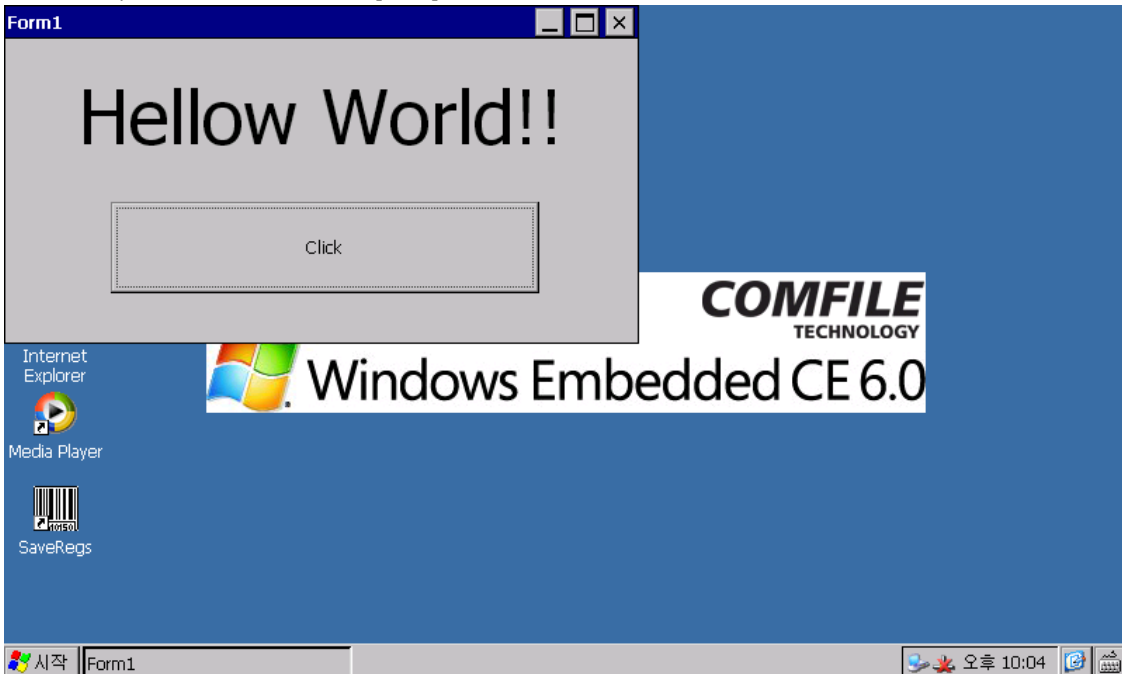 Form1
Hellow World!!
Click
COMFILE
TECHNOLOGY
Windows Embedded CE 6.0
Internet
Explorer
Media Player
SaveRegs
시작
Form1
오후 10:04